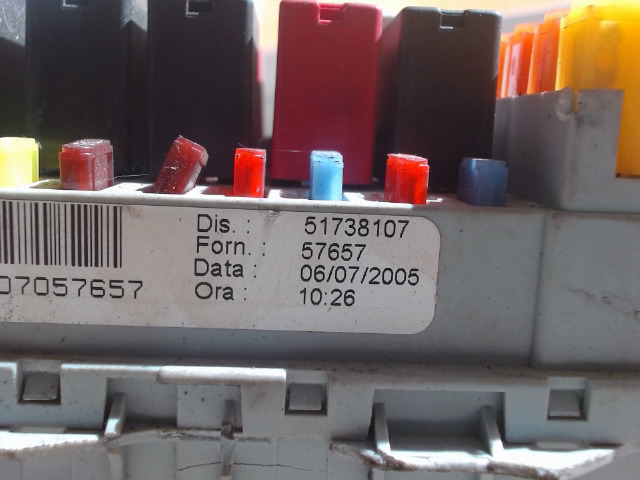 Dis. : 51738107
Forn. : 57657
Data : 06/07/2005
Ora : 10:26
07057657